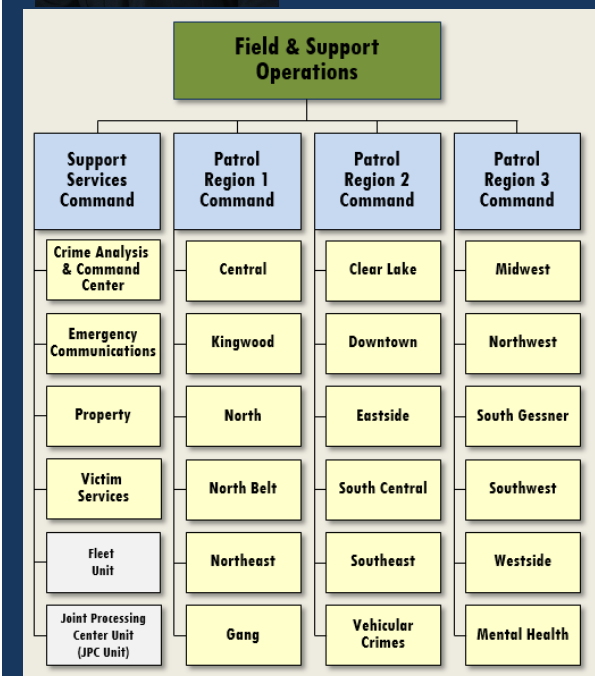 Field & Support
Operations
Support
Services
Command
Patrol
Region 1
Command
Patrol
Region 2
Command
Patrol
Region 3
Command
Crime Analysis
& Command
Center
Central
Clear Lake
Midwest
Emergency
Communications
Kingwood
Downtown
Northwest
Property
North
Eastside
South Gessner
Victim
Services
North Belt
South Central
Southwest
Fleet
Unit
Northeast
Southeast
Westside
Joint Processing
Center Unit
(JPC Unit)
Gang
Vehicular
Crimes
Mental Health